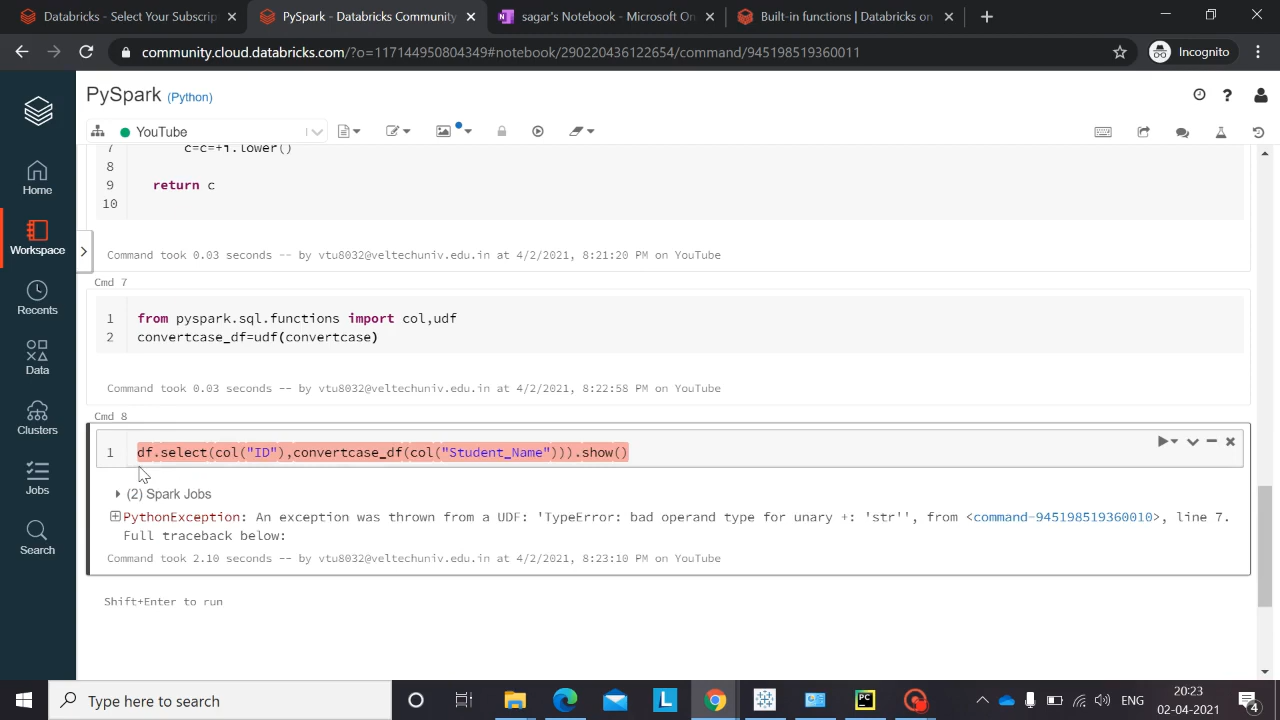 Databricks - Select Your Subscrip
PySpark - Databricks Community
sagar's Notebook - Microsoft On
Built-in functions | Databricks on
community.cloud.databricks.com/?o=117144950804349#notebook/290220436122654/command/945198519360011
Incognito
PySpark (Python)
YouTube
Home
Workspace
Recents
Data
Clusters
Jobs
Search
7 c=c=+i.lower()
8
9 return c
10
Command took 0.03 seconds -- by vtu8032@veltechuniv.edu.in at 4/2/2021, 8:21:20 PM on YouTube
Cmd 7
1 from pyspark.sql.functions import col,udf
2 convertcase_df=udf(convertcase)
Command took 0.03 seconds -- by vtu8032@veltechuniv.edu.in at 4/2/2021, 8:22:58 PM on YouTube
Cmd 8
1 df.select(col("ID"),convertcase_df(col("Student_Name"))).show()
(2) Spark Jobs
PythonException: An exception was thrown from a UDF: 'TypeError: bad operand type for unary +: 'str'', from <command-945198519360010>, line 7.
Full traceback below:
Command took 2.10 seconds -- by vtu8032@veltechuniv.edu.in at 4/2/2021, 8:23:10 PM on YouTube
Shift+Enter to run
Type here to search
L
PC
ENG
20:23
02-04-2021
4